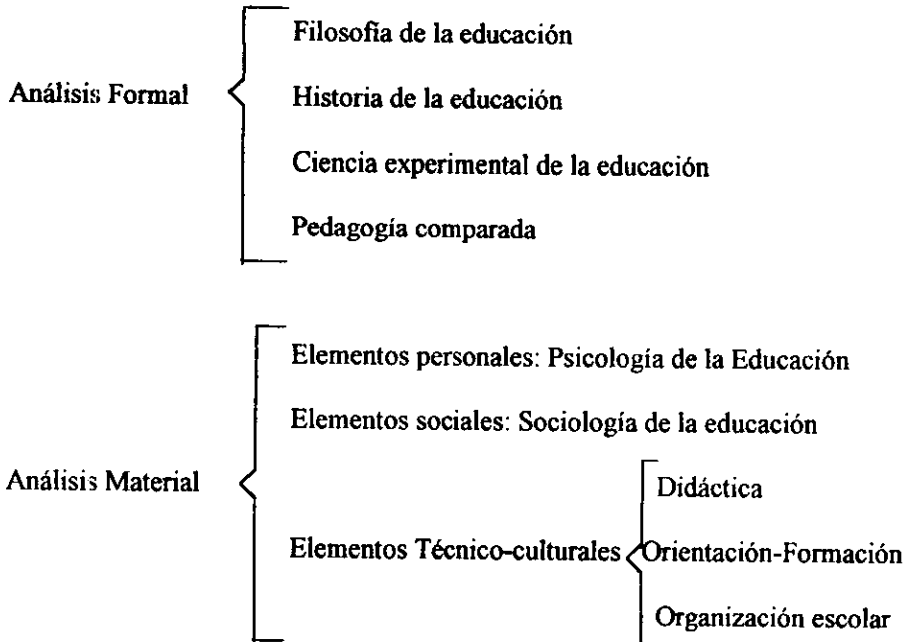 Filosofía de la educación
Análisis Formal
Historia de la educación
Ciencia experimental de la educación
Pedagogía comparada
Elementos personales: Psicología de la Educación
Elementos sociales: Sociología de la educación
Análisis Material
Didáctica
Elementos Técnico-culturales
Orientación-Formación
Organización escolar